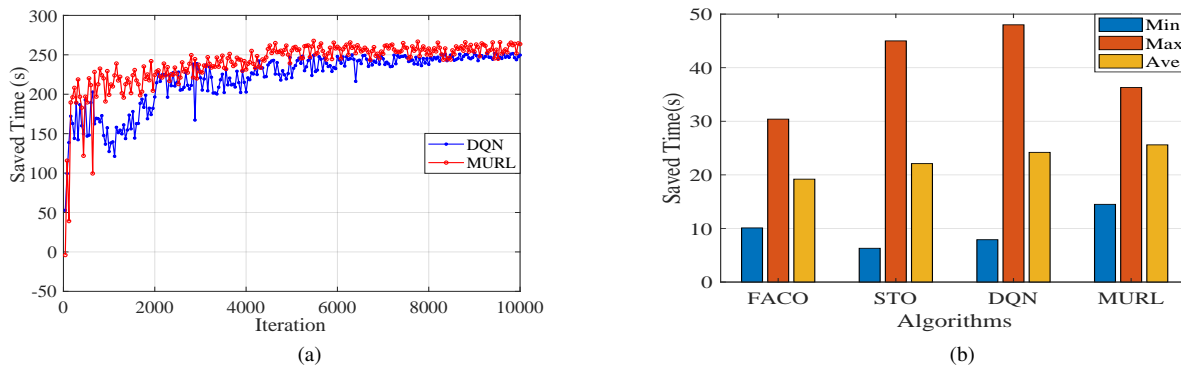 300
250
200
150
100
50
0
-50
Saved Time (s)
0 2000 4000 6000 8000 10000
Iteration
DQN
MURL
(a)
50
40
30
20
10
0
Saved Time(s)
Min
Max
Ave
FACO STO DQN MURL
Algorithms
(b)